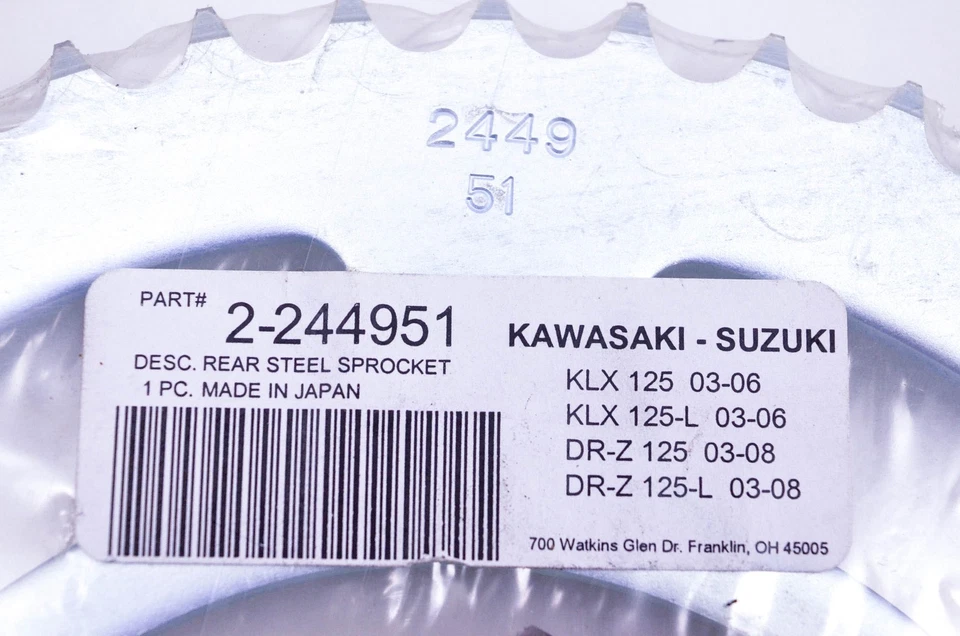 2449
51
PART# 2-244951
DESC. REAR STEEL SPROCKET
1 PC. MADE IN JAPAN
KAWASAKI - SUZUKI
KLX 125 03-06
KLX 125-L 03-06
DR-Z 125 03-08
DR-Z 125-L 03-08
700 Watkins Glen Dr. Franklin, OH 45005